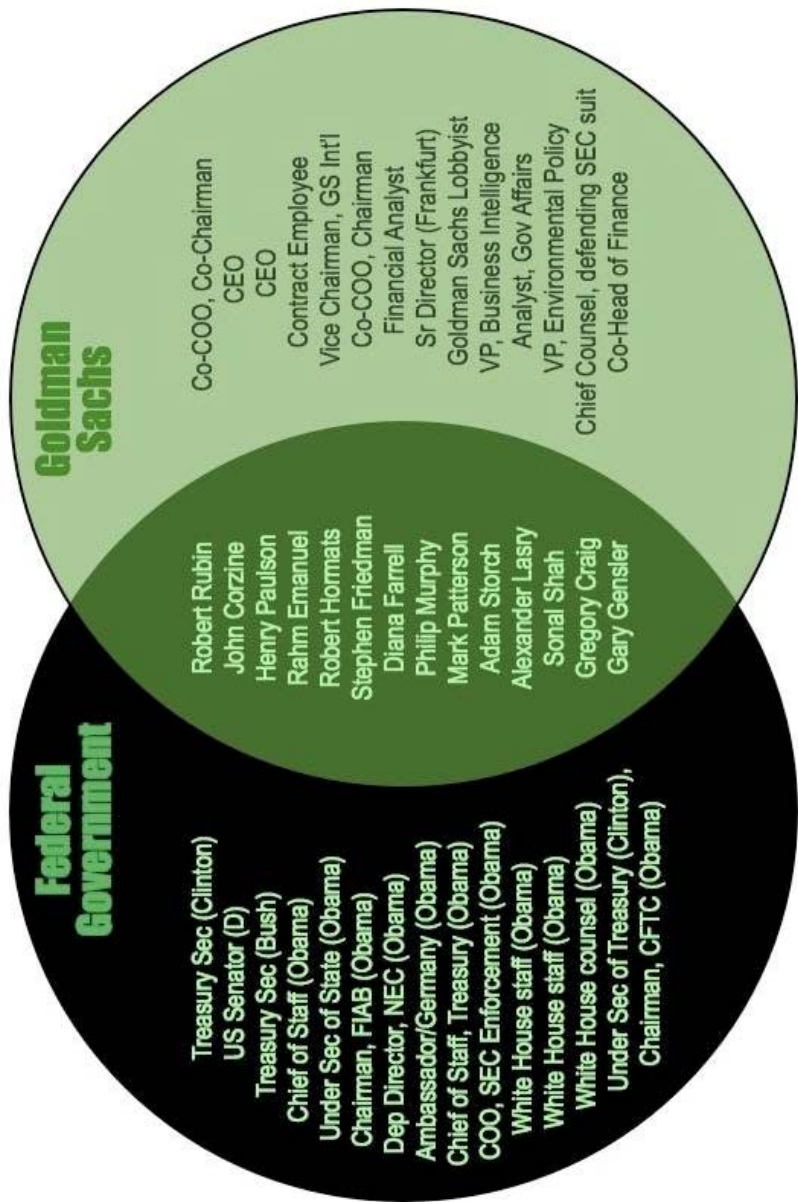 Federal
Government
Goldman
Sachs
Treasury Sec (Clinton)
US Senator (D)
Treasury Sec (Bush)
Chief of Staff (Obama)
Under Sec of State (Obama)
Chairman, FIAB (Obama)
Dep Director, NEC (Obama)
Ambassador/Germany (Obama)
Chief of Staff, Treasury (Obama)
COO, SEC Enforcement (Obama)
White House staff (Obama)
White House staff (Obama)
White House counsel (Obama)
Under Sec of Treasury (Clinton),
Chairman, CFTC (Obama)
Robert Rubin
John Corzine
Henry Paulson
Rahm Emanuel
Robert Hormats
Stephen Friedman
Diana Farrell
Philip Murphy
Mark Patterson
Adam Storch
Alexander Lasry
Sonal Shah
Gregory Craig
Gary Gensler
Co-COO, Co-Chairman
CEO
CEO
Contract Employee
Vice Chairman, GS Int'l
Co-COO, Chairman
Financial Analyst
Sr Director (Frankfurt)
Goldman Sachs Lobbyist
VP, Business Intelligence
Analyst, Gov Affairs
VP, Environmental Policy
Chief Counsel, defending SEC suit
Co-Head of Finance